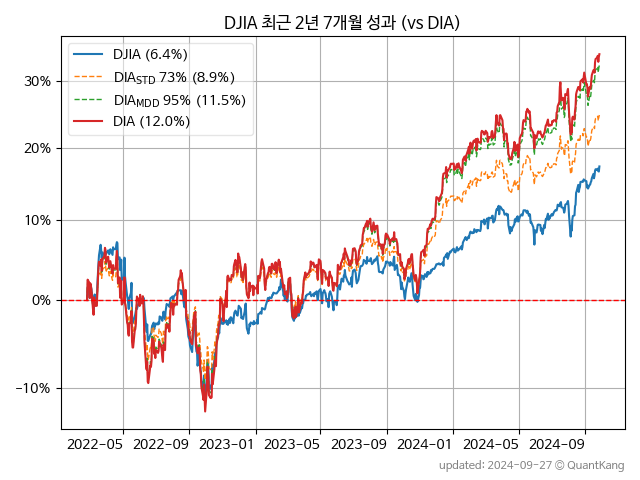 DJIA 최근 2년 7개월 성과 (vs DIA)
DJIA (6.4%)
DIASTD 73% (8.9%)
DIAMDD 95% (11.5%)
DIA (12.0%)
30%
20%
10%
0%
−10%
2022−05 2022−09 2023−01 2023−05 2023−09 2024−01 2024−05 2024−09
updated: 2024−09−27 © QuantKang